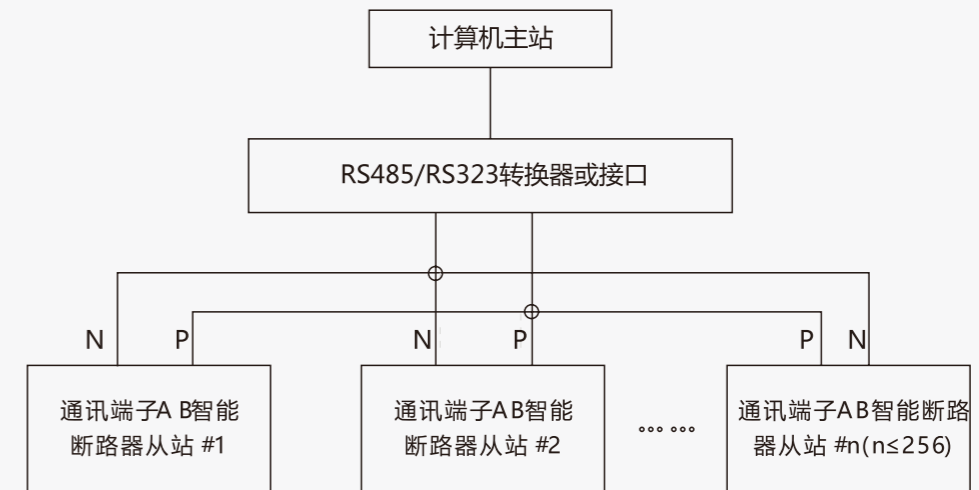 计算机主站
RS485/RS323转换器或接口
N P N P P N
通讯端子A B智能
断路器从站 #1
通讯端子AB智能
断路器从站 #2
通讯端子AB智能断路
器从站 #n(n≤256)